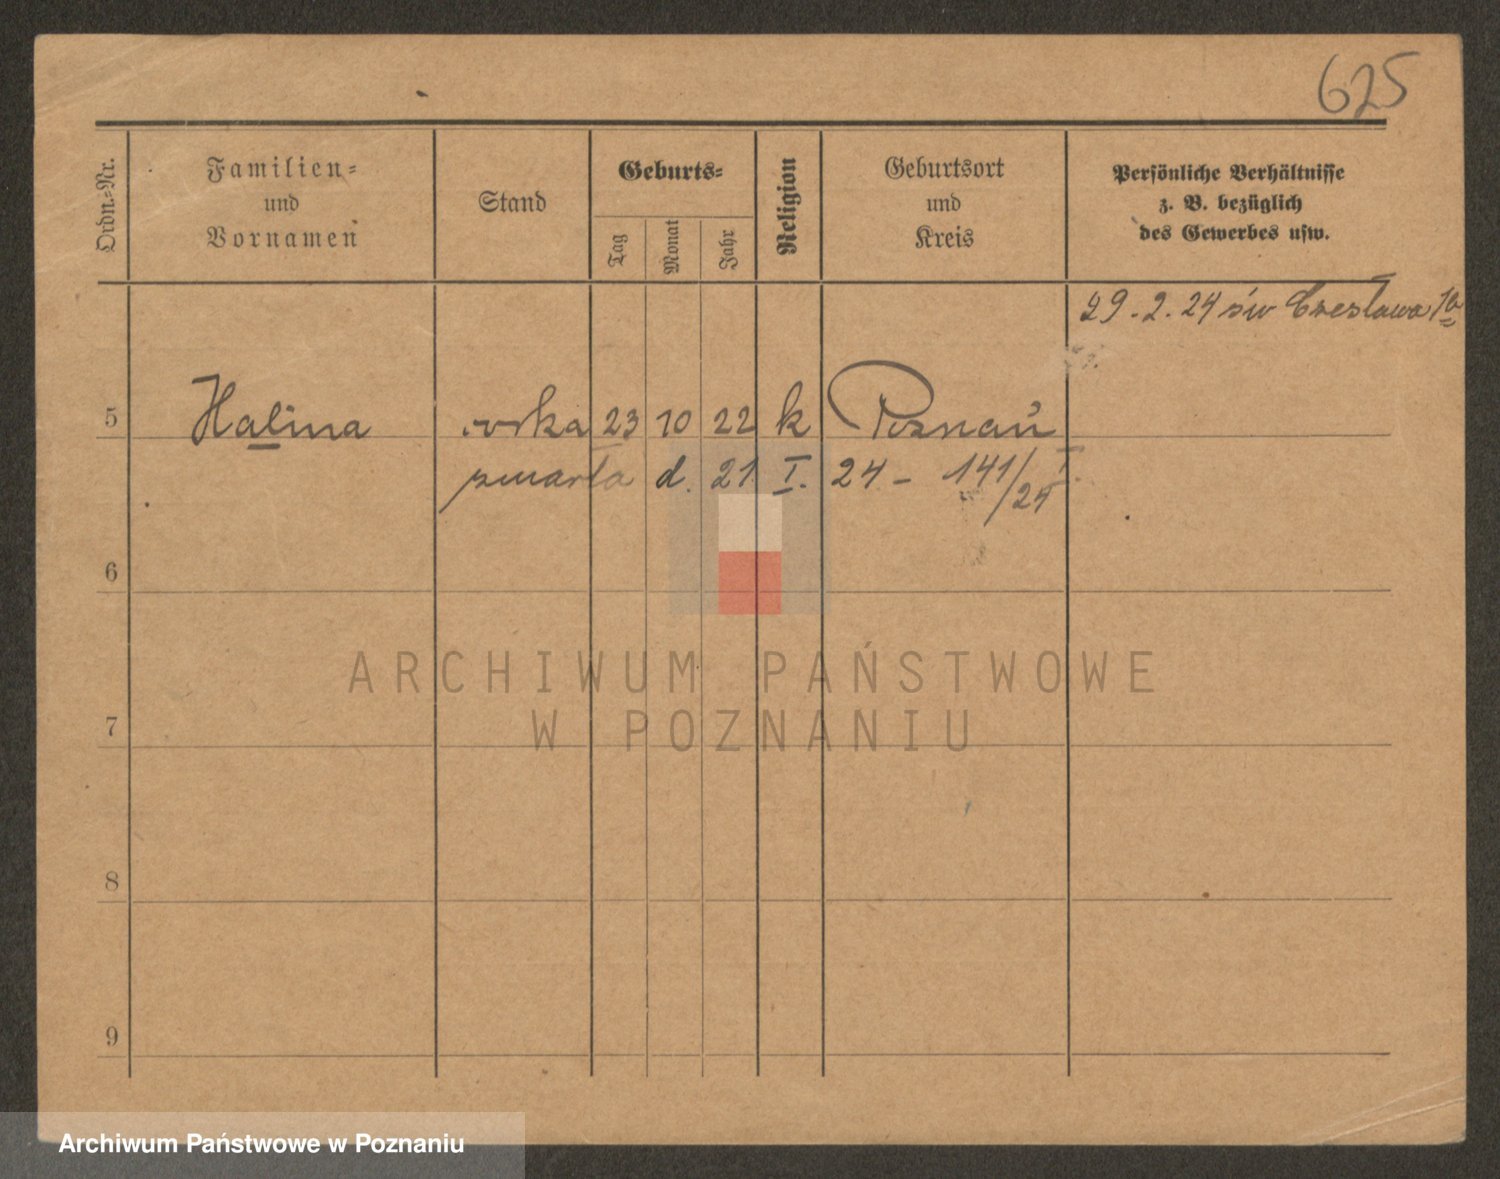 625
Ordn.-Nr.
Familien-
und
Vornamen
Stand
Geburts-
Tag
Monat
Jahr
Religion
Geburtsort
und
Kreis
Persönliche Verhältnisse
z. B. bezüglich
des Gewerbes usw.
29.2.24 św Czesława 10
5 Halina 23 10 22 k Poznań
zmarła d. 21 I. 24 - 141/24 I.
6
7
8
9
ARCHIWUM PAŃSTWOWE
W POZNANIU
Archiwum Państwowe w Poznaniu